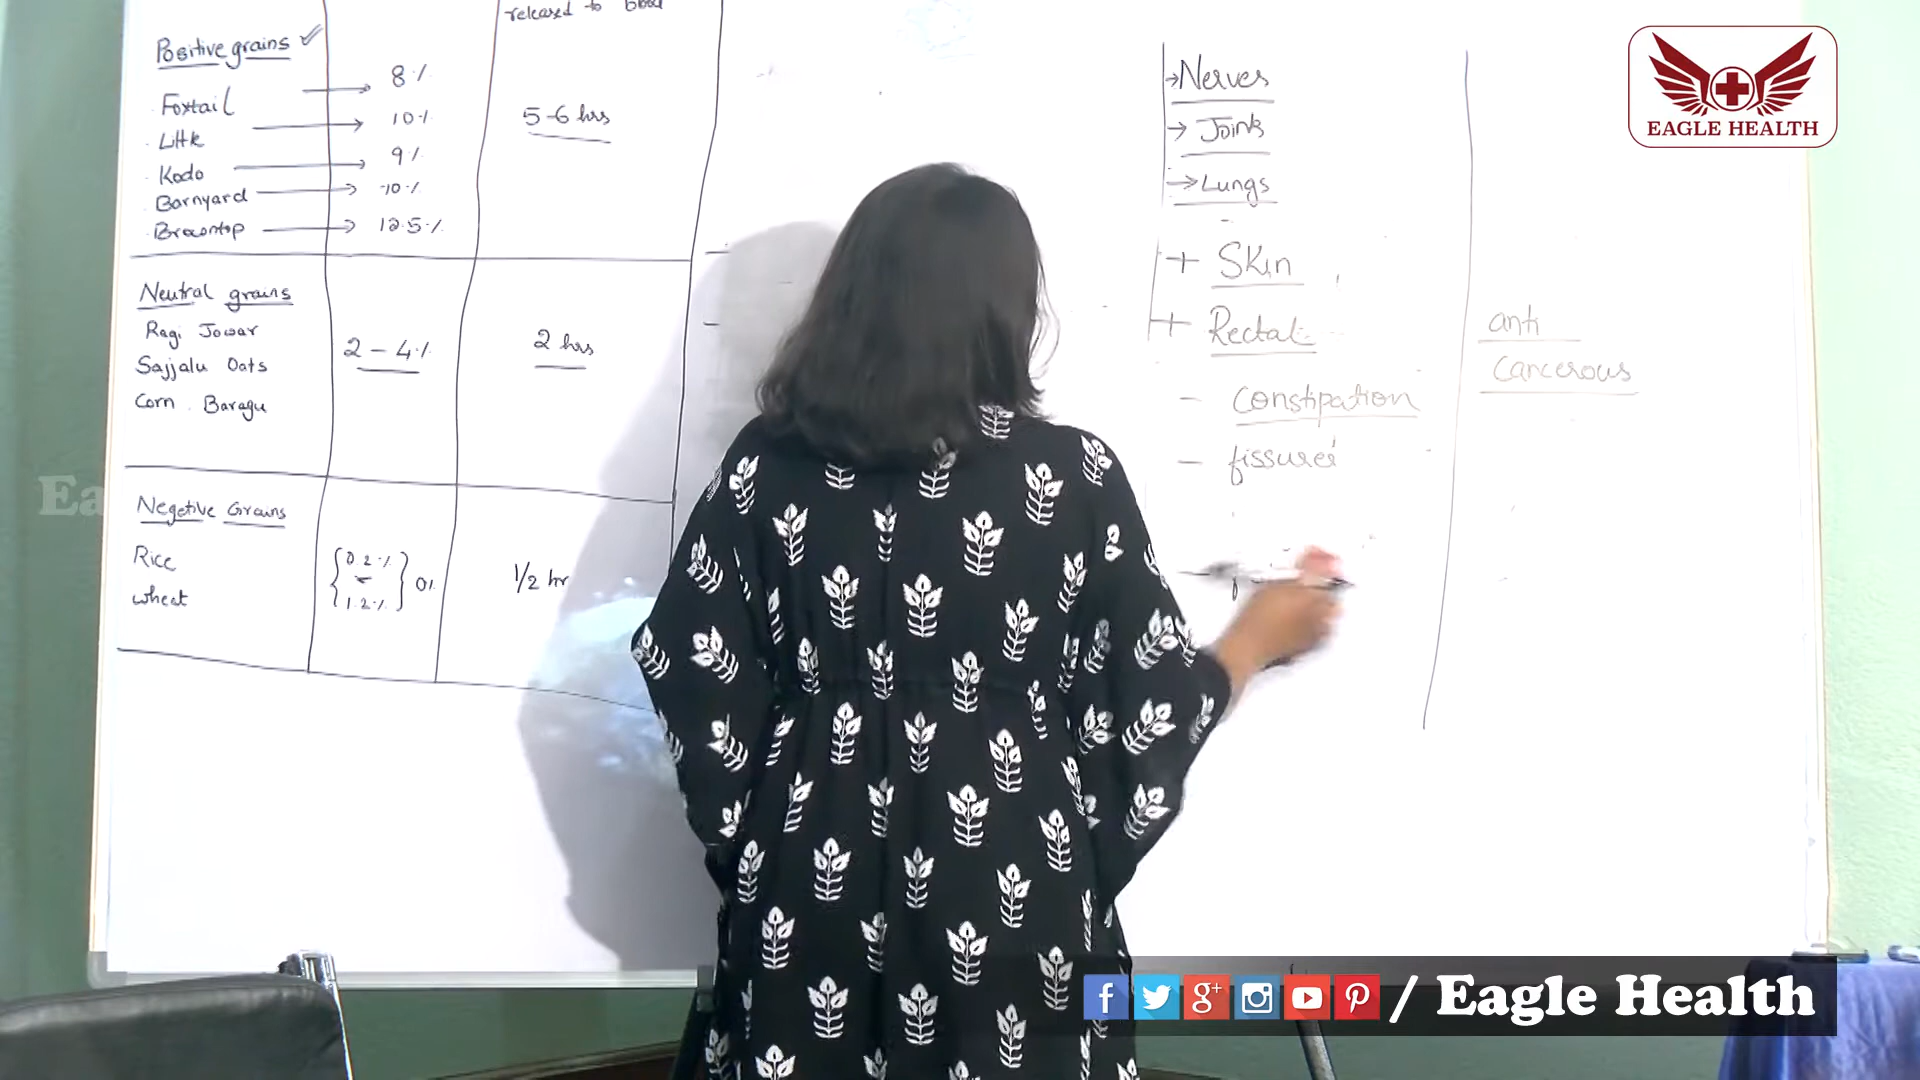 released to blood
Positive grains ✓
Foxtail → 8%
Little → 10%
Kodo → 9%
Barnyard → 10%
Browntop → 12.5%
5-6 hrs
Neutral grains
Ragi Jowar
Sajjalu Oats
Corn Baragu
2 - 4%
2 hrs
Negetive Grains
Rice
wheat
0.2%
1.2%
0%
1/2 hr
→ Nerves
→ Joints
→ Lungs
+ Skin
+ Rectal
- Constipation
- fissures
anti
Cancerous
EAGLE HEALTH
Ea
/ Eagle Health